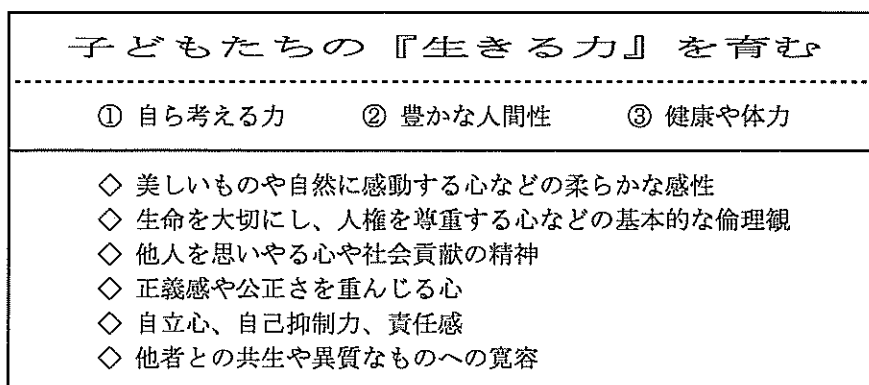 子どもたちの『生きる力』を育む
① 自ら考える力 ② 豊かな人間性 ③ 健康や体力
◇ 美しいものや自然に感動する心などの柔らかな感性
◇ 生命を大切にし、人権を尊重する心などの基本的な倫理観
◇ 他人を思いやる心や社会貢献の精神
◇ 正義感や公正さを重んじる心
◇ 自立心、自己抑制力、責任感
◇ 他者との共生や異質なものへの寛容